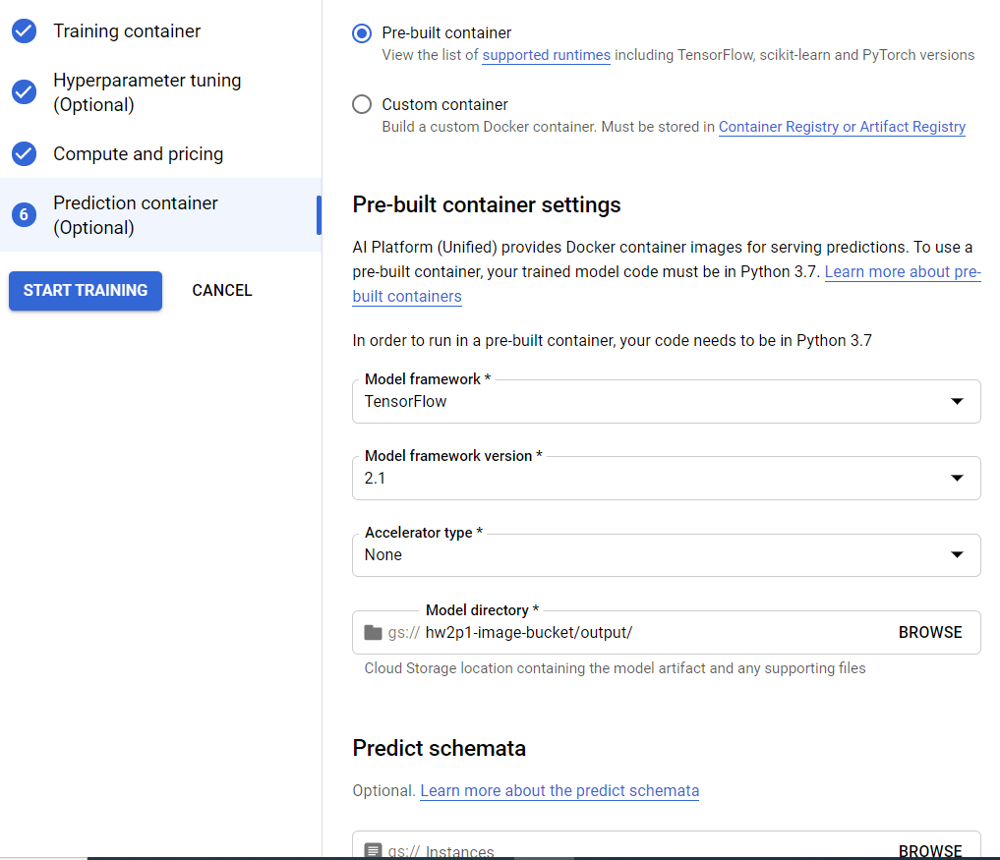 Training container
Hyperparameter tuning
(Optional)
Compute and pricing
6
Prediction container
(Optional)
START TRAINING
CANCEL
Pre-built container
View the list of supported runtimes including TensorFlow, scikit-learn and PyTorch versions
Custom container
Build a custom Docker container. Must be stored in Container Registry or Artifact Registry
Pre-built container settings
AI Platform (Unified) provides Docker container images for serving predictions. To use a
pre-built container, your trained model code must be in Python 3.7. Learn more about pre-
built containers
In order to run in a pre-built container, your code needs to be in Python 3.7
Model framework *
TensorFlow
Model framework version *
2.1
Accelerator type *
None
Model directory *
gs:// hw2p1-image-bucket/output/ BROWSE
Cloud Storage location containing the model artifact and any supporting files
Predict schemata
Optional. Learn more about the predict schemata
gs:// Instances BROWSE